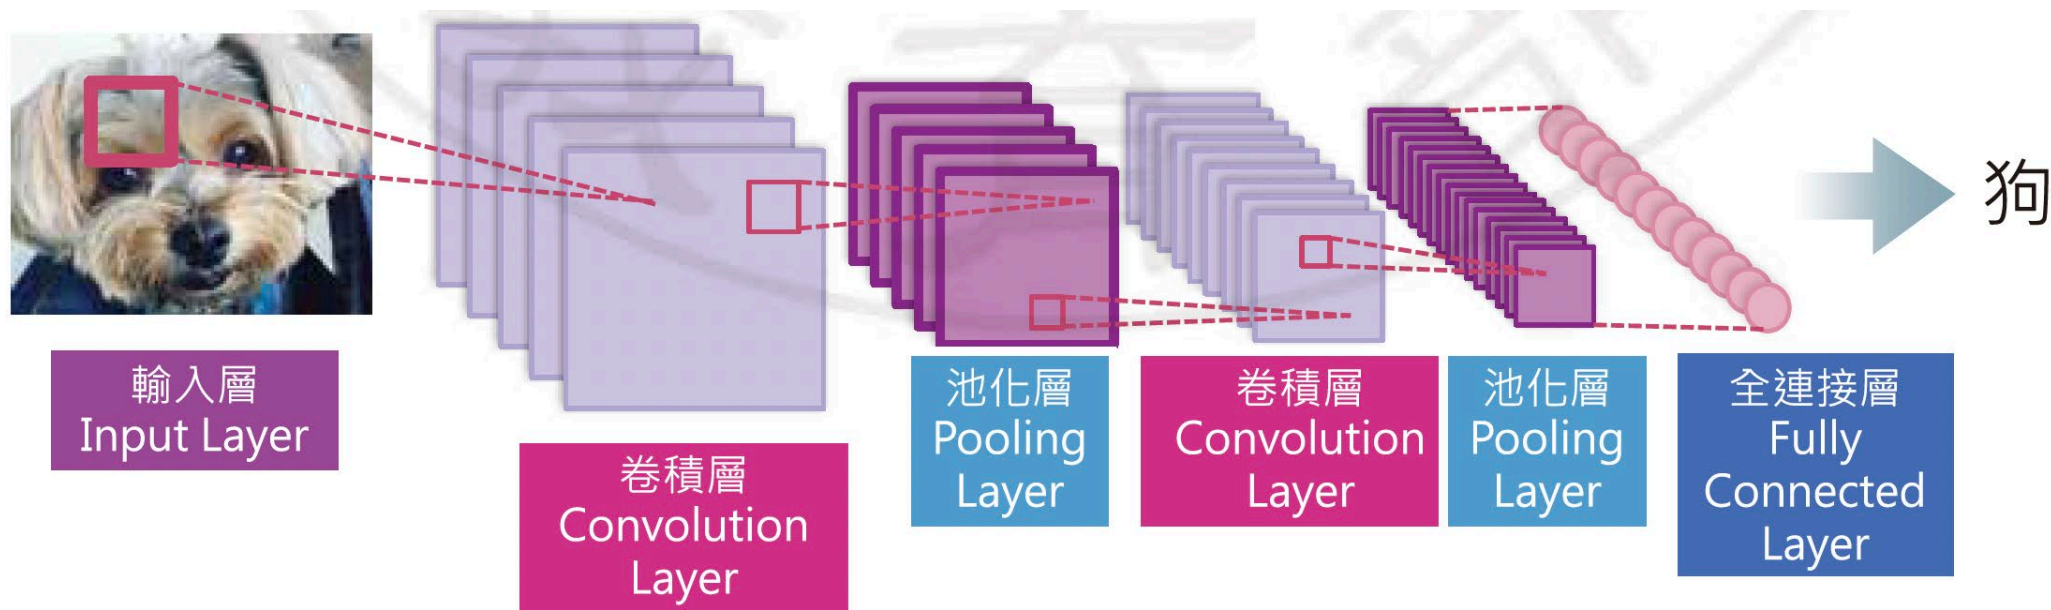 輸入層
Input Layer
卷積層
Convolution
Layer
池化層
Pooling
Layer
卷積層
Convolution
Layer
池化層
Pooling
Layer
全連接層
Fully
Connected
Layer
狗